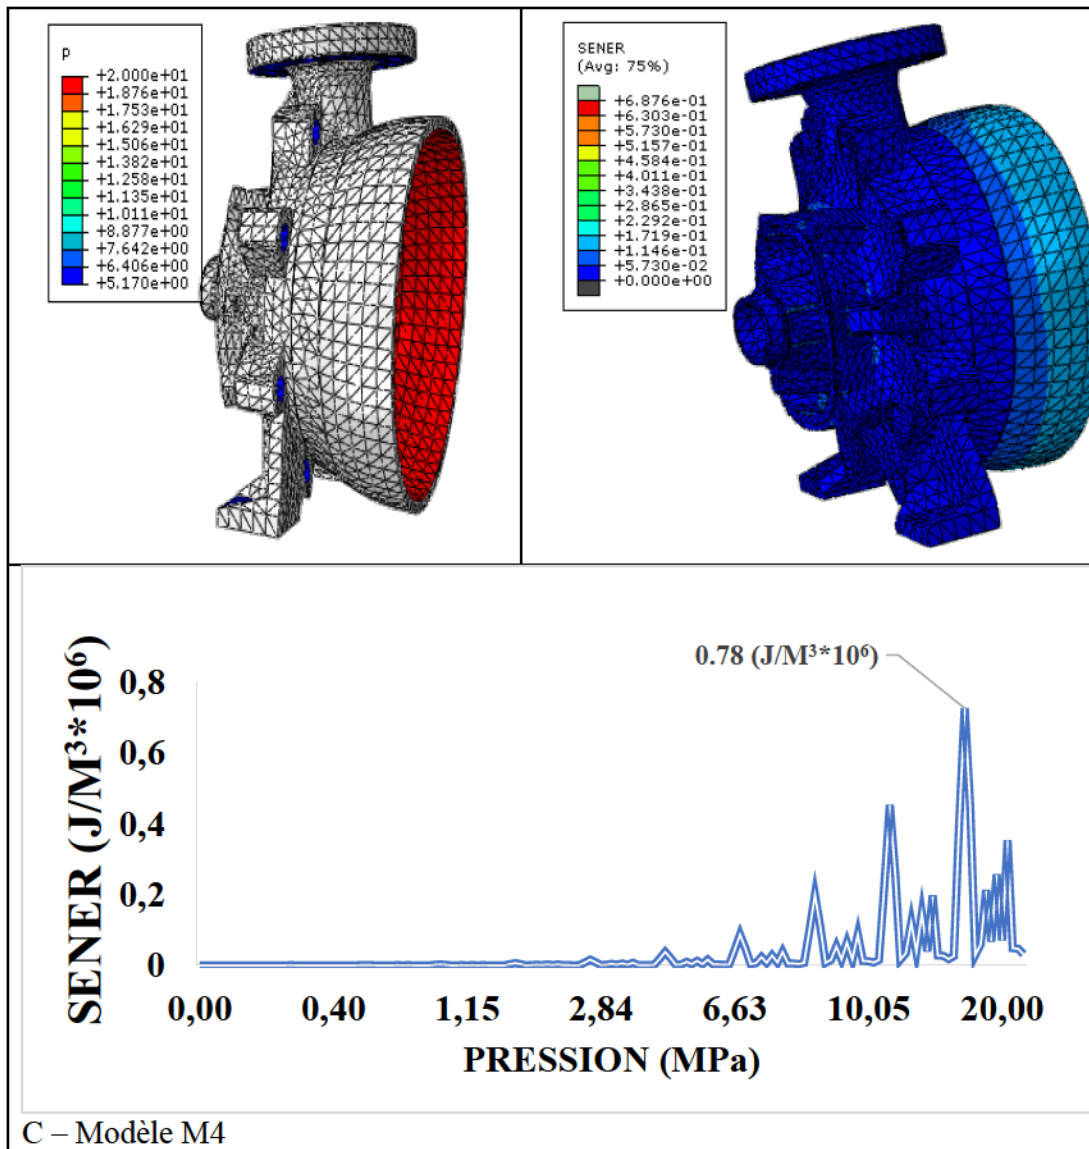 p
+2.000e+01
+1.876e+01
+1.753e+01
+1.629e+01
+1.506e+01
+1.382e+01
+1.258e+01
+1.135e+01
+1.011e+01
+8.877e+00
+7.642e+00
+6.406e+00
+5.170e+00
SENER
(Avg: 75%)
+6.876e-01
+6.303e-01
+5.730e-01
+5.157e-01
+4.584e-01
+4.011e-01
+3.438e-01
+2.865e-01
+2.292e-01
+1.719e-01
+1.146e-01
+5.730e-02
+0.000e+00
0.78 (J/M³*10⁶)
SENER (J/M³*10⁶)
0,8
0,6
0,4
0,2
0
0,00 0,40 1,15 2,84 6,63 10,05 20,00
PRESSION (MPa)
C – Modèle M4